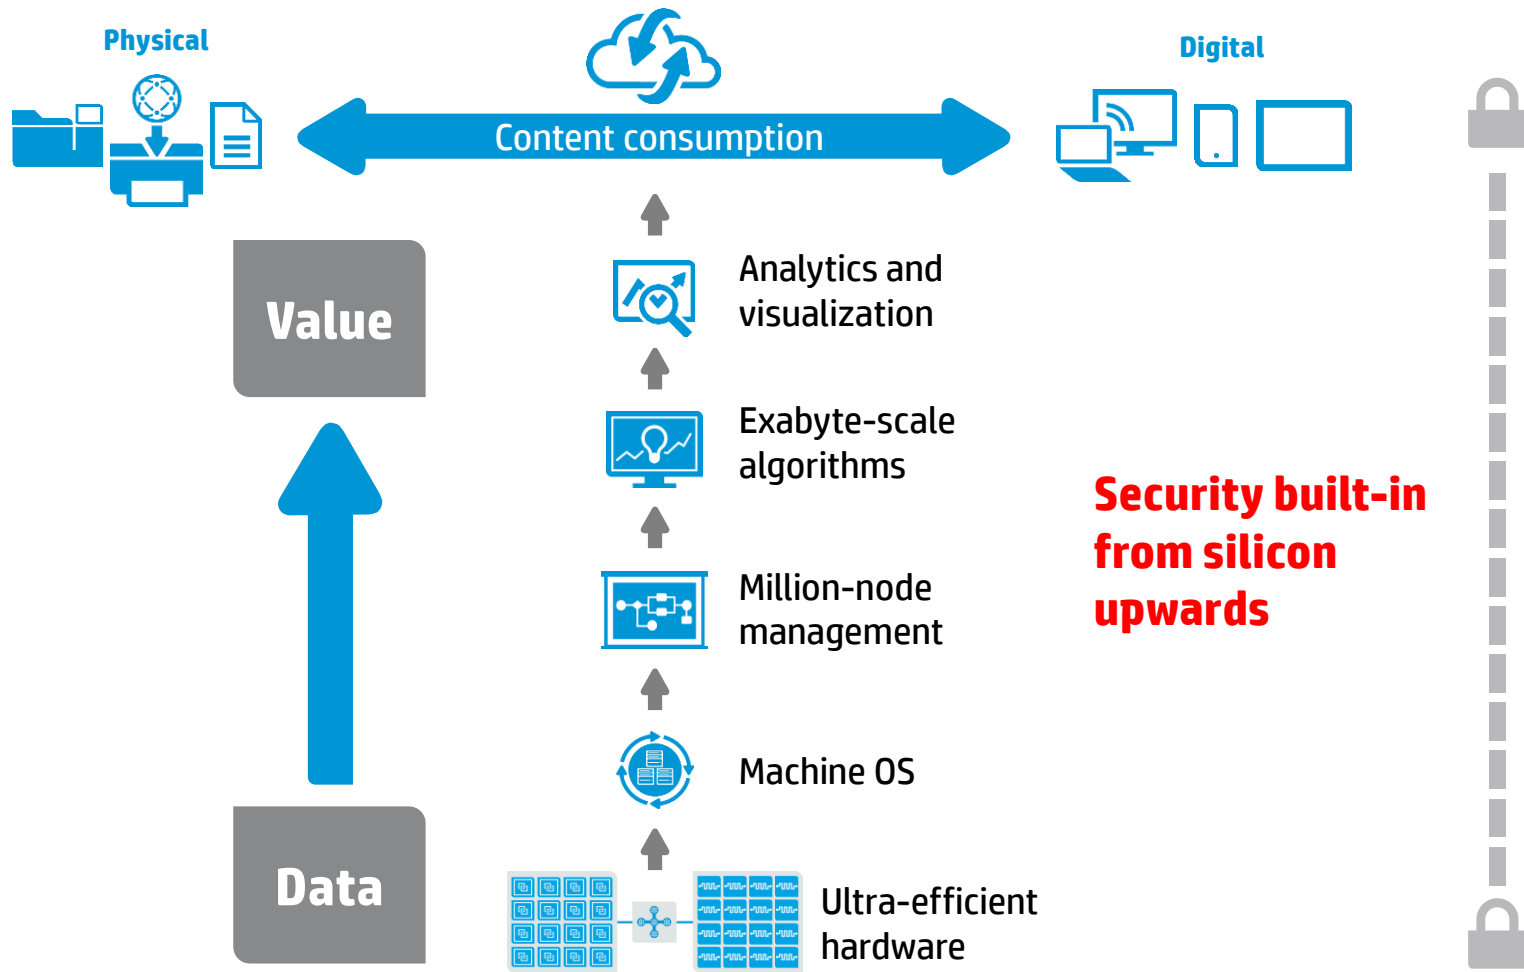 Physical
Digital
Content consumption
Value
Analytics and
visualization
Exabyte-scale
algorithms
Security built-in
from silicon
upwards
Million-node
management
Machine OS
Data
Ultra-efficient
hardware